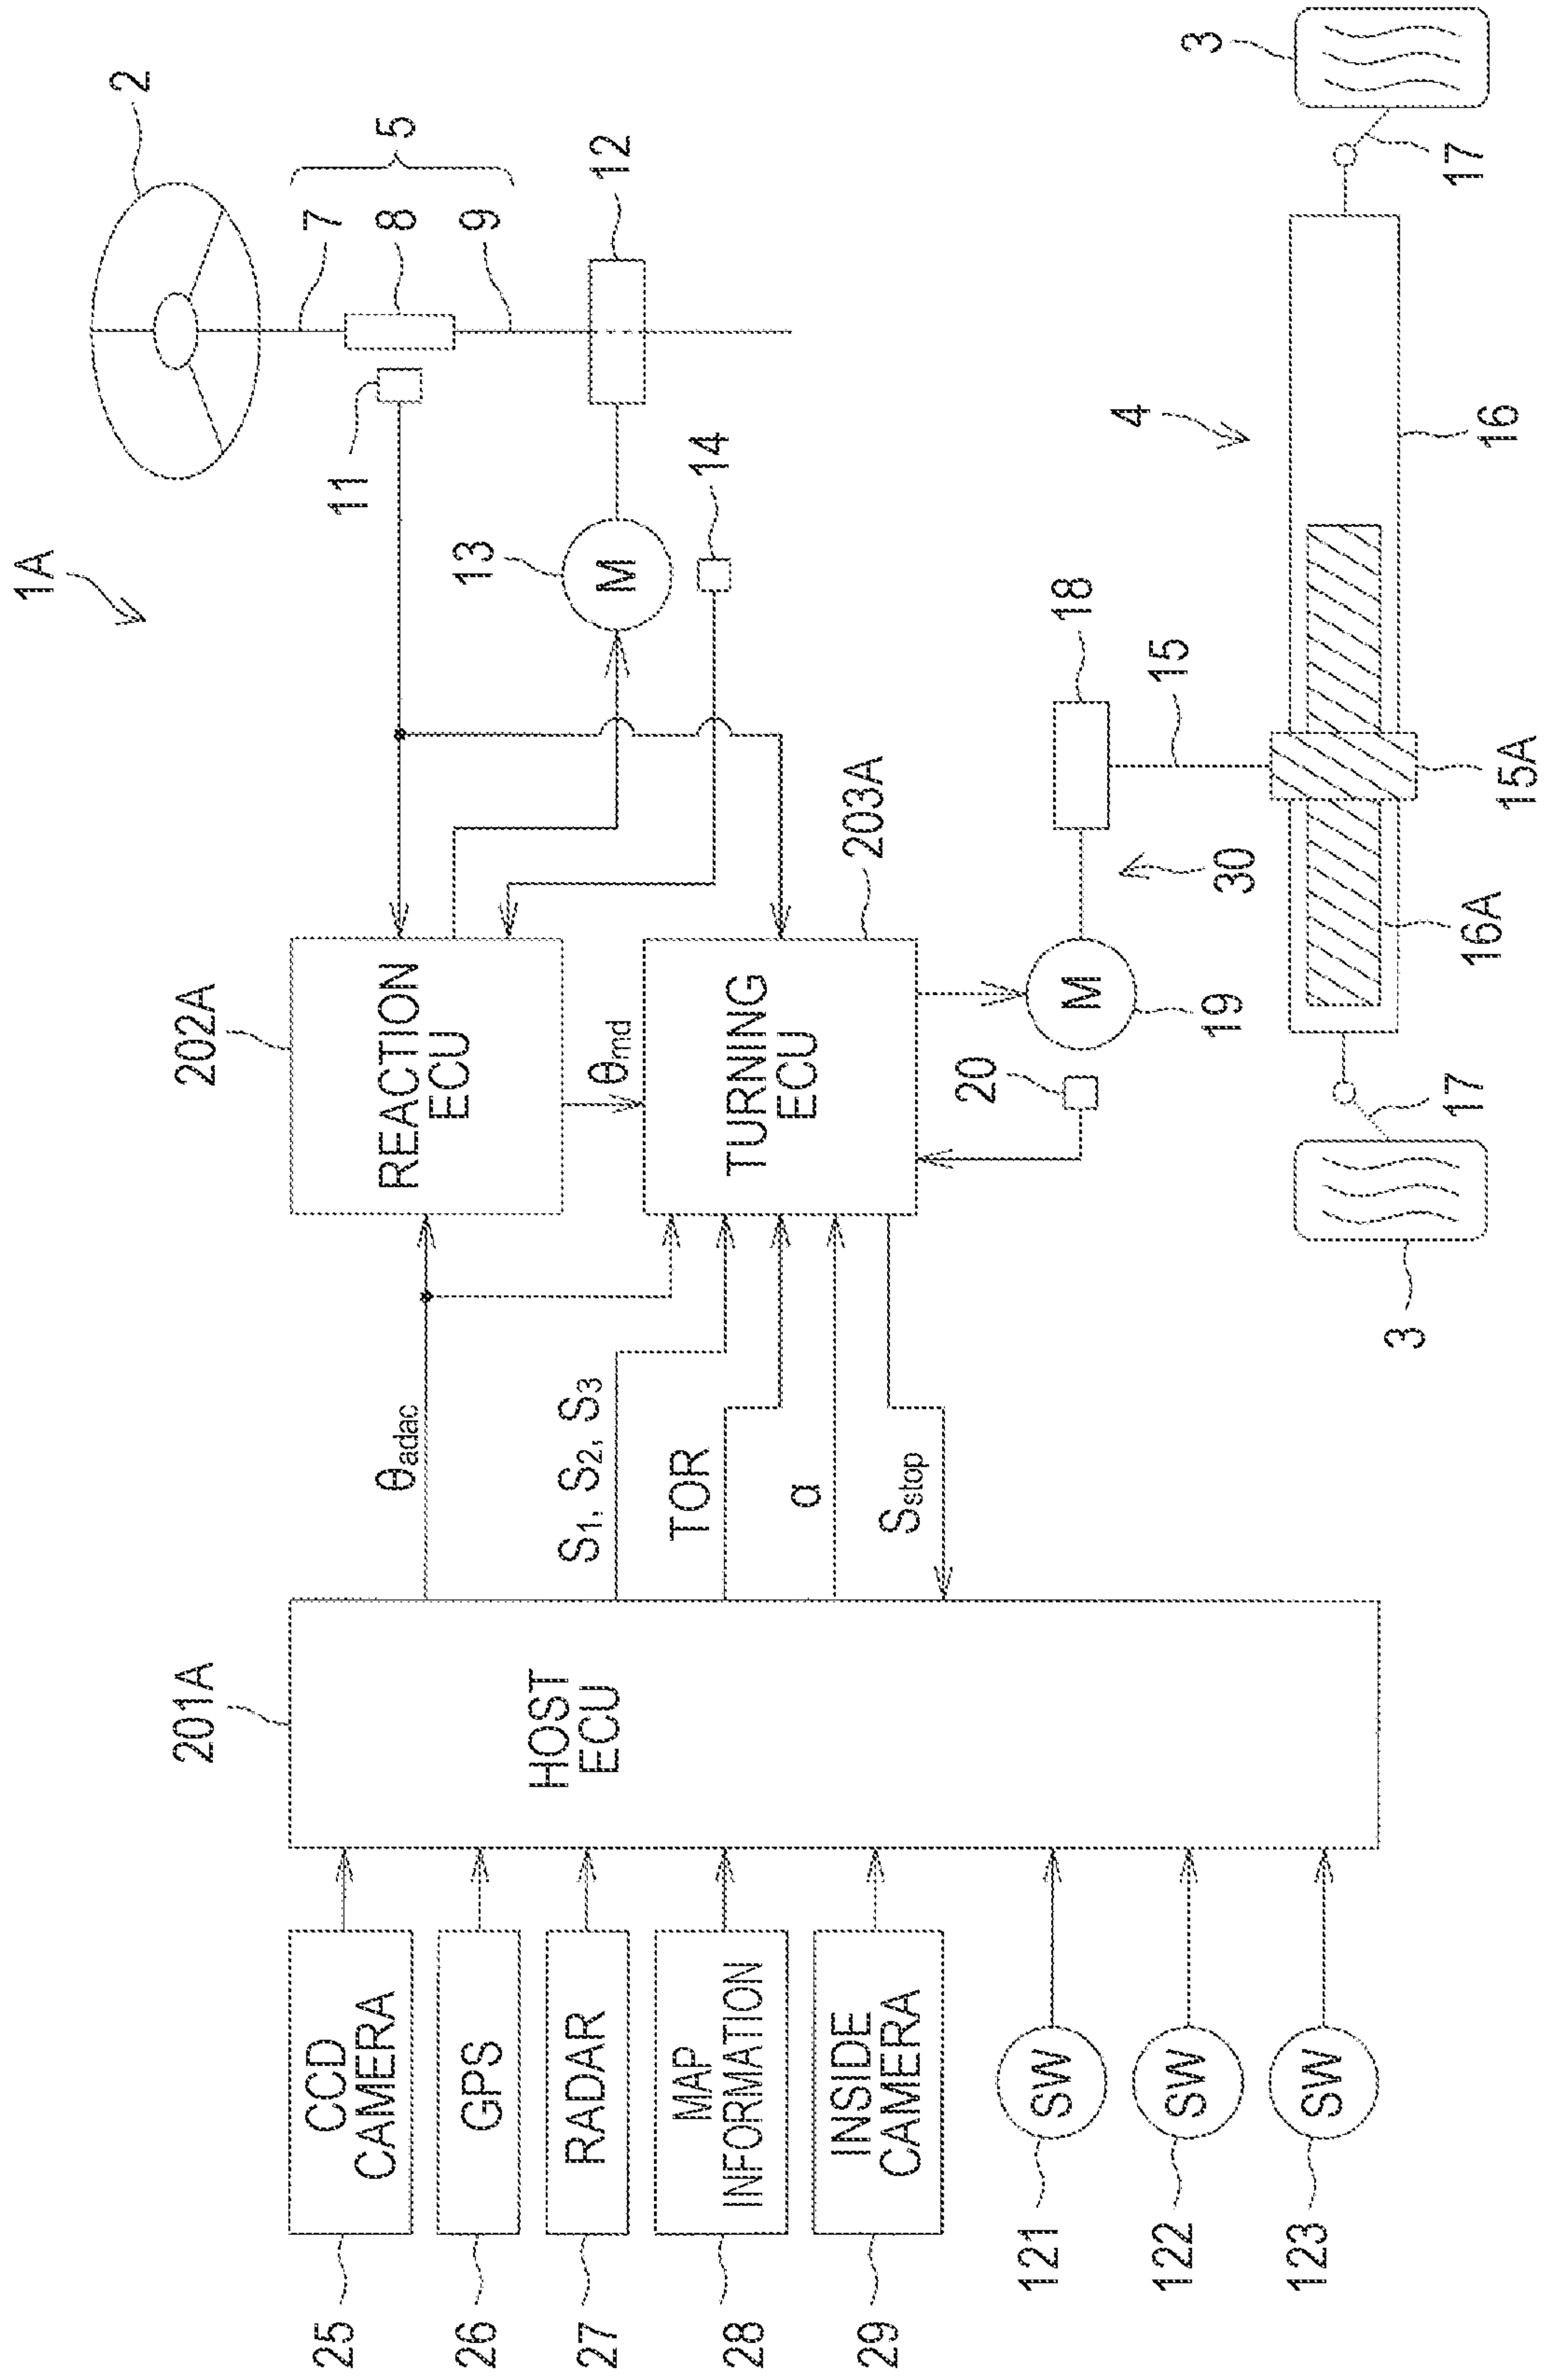 1A
2
5
7
8
9
11
12
13
M
14
202A
REACTION
ECU
θmd
203A
TURNING
ECU
18
15
30
M
19
20
4
16
15A
16A
17
3
17
3
θadac
S1, S2, S3
TOR
α
Sstop
201A
HOST
ECU
CCD
CAMERA
25
GPS
26
RADAR
27
MAP
INFORMATION
28
INSIDE
CAMERA
29
SW
121
SW
122
SW
123